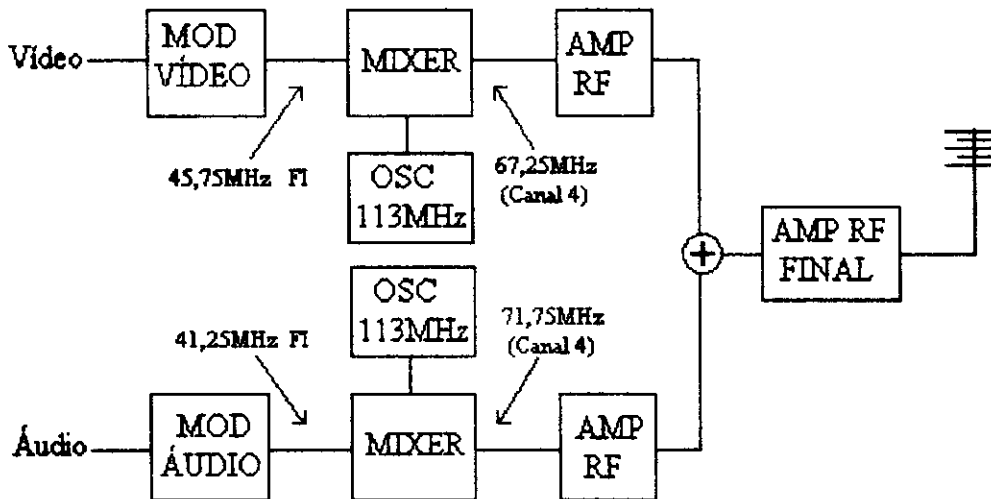 Vídeo
MOD
VÍDEO
MIXER
AMP
RF
45,75MHz FI
OSC
113MHz
67,25MHz
(Canal 4)
AMP RF
FINAL
+
OSC
113MHz
41,25MHz FI
71,75MHz
(Canal 4)
Áudio
MOD
ÁUDIO
MIXER
AMP
RF